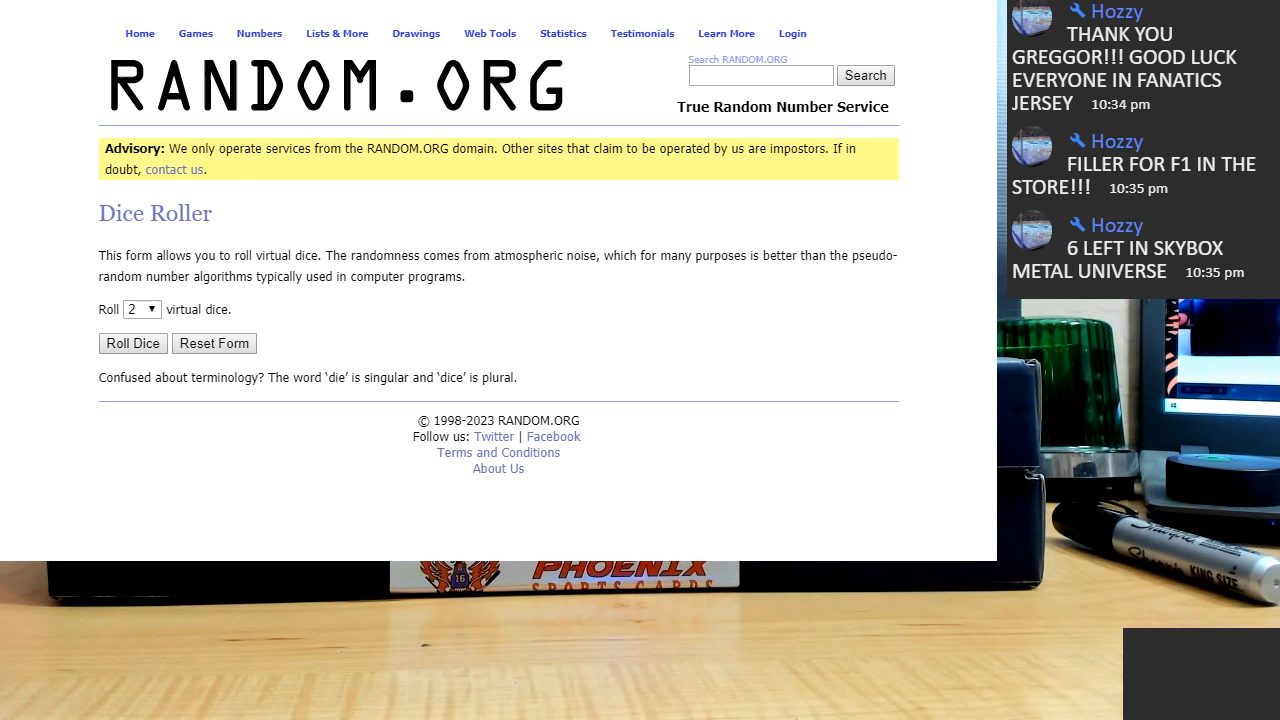 Home Games Numbers Lists & More Drawings Web Tools Statistics Testimonials Learn More Login
RANDOM.ORG
Search RANDOM.ORG
Search
True Random Number Service
Advisory: We only operate services from the RANDOM.ORG domain. Other sites that claim to be operated by us are impostors. If in
doubt, contact us.
Dice Roller
This form allows you to roll virtual dice. The randomness comes from atmospheric noise, which for many purposes is better than the pseudo-
random number algorithms typically used in computer programs.
Roll 2 virtual dice.
Roll Dice Reset Form
Confused about terminology? The word ‘die’ is singular and ‘dice’ is plural.
© 1998-2023 RANDOM.ORG
Follow us: Twitter | Facebook
Terms and Conditions
About Us
Hozzy
THANK YOU
GREGGOR!!! GOOD LUCK
EVERYONE IN FANATICS
JERSEY 10:34 pm
Hozzy
FILLER FOR F1 IN THE
STORE!!! 10:35 pm
Hozzy
6 LEFT IN SKYBOX
METAL UNIVERSE 10:35 pm
16
PHOENIX
SPORTS CARDS
Sharpie
Sharpie KING SIZE